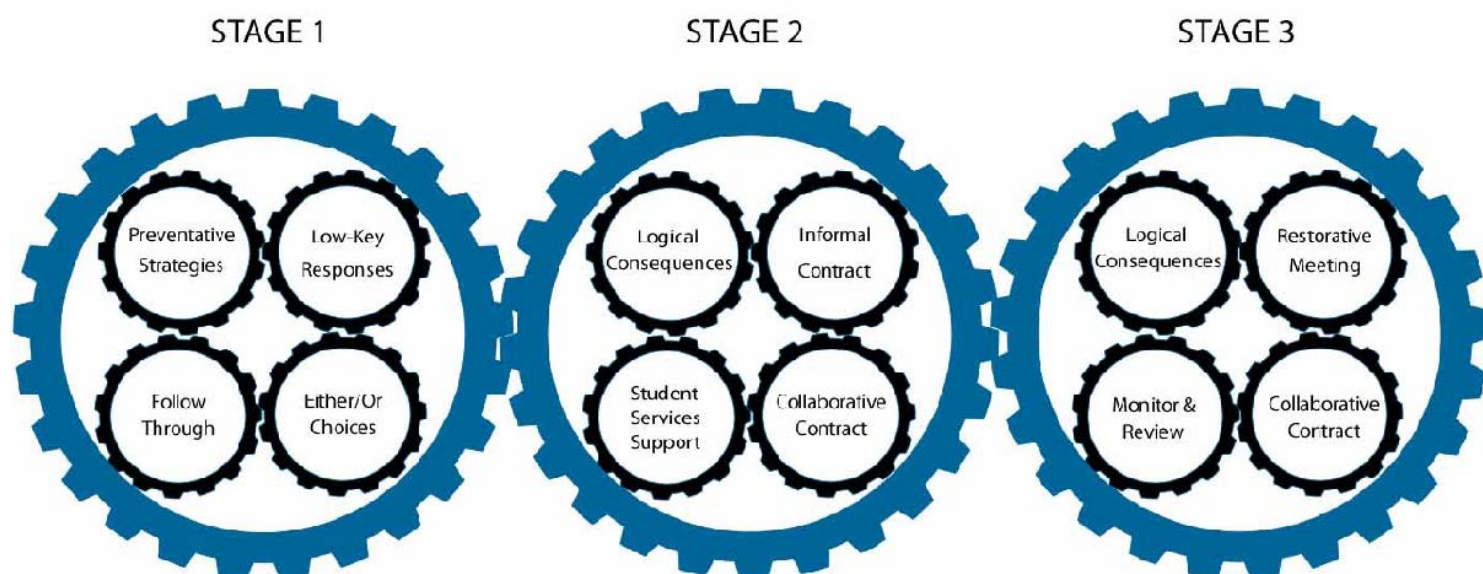 STAGE 1
Preventative
Strategies
Low-Key
Responses
Follow
Through
Either/Or
Choices
STAGE 2
Logical
Consequences
Informal
Contract
Student
Services
Support
Collaborative
Contract
STAGE 3
Logical
Consequences
Restorative
Meeting
Monitor &
Review
Collaborative
Contract